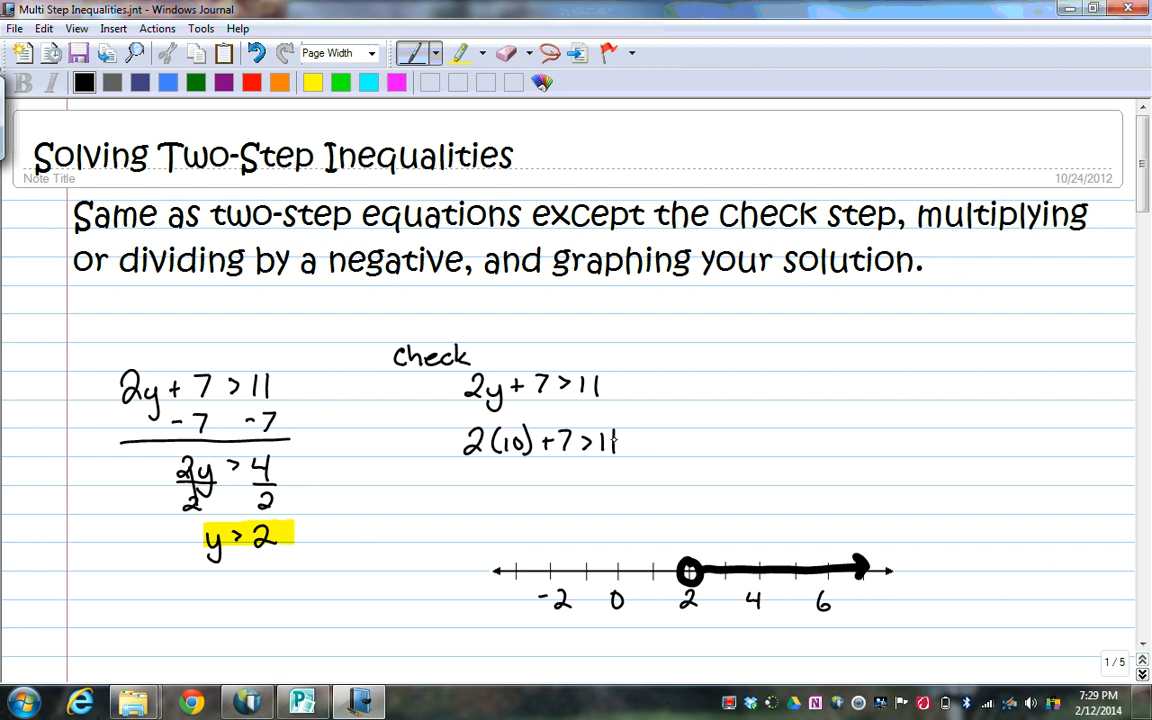 Multi Step Inequalities.jnt - Windows Journal
File Edit View Insert Actions Tools Help
Page Width
B I
Solving Two-Step Inequalities
Note Title
10/24/2012
Same as two-step equations except the check step, multiplying
or dividing by a negative, and graphing your solution.
check
2y + 7 > 11
- 7 - 7
2y > 4
2 2
y > 2
2y + 7 > 11
2(10) + 7 > 11
-2 0 2 4 6
1 / 5
7:29 PM
2/12/2014